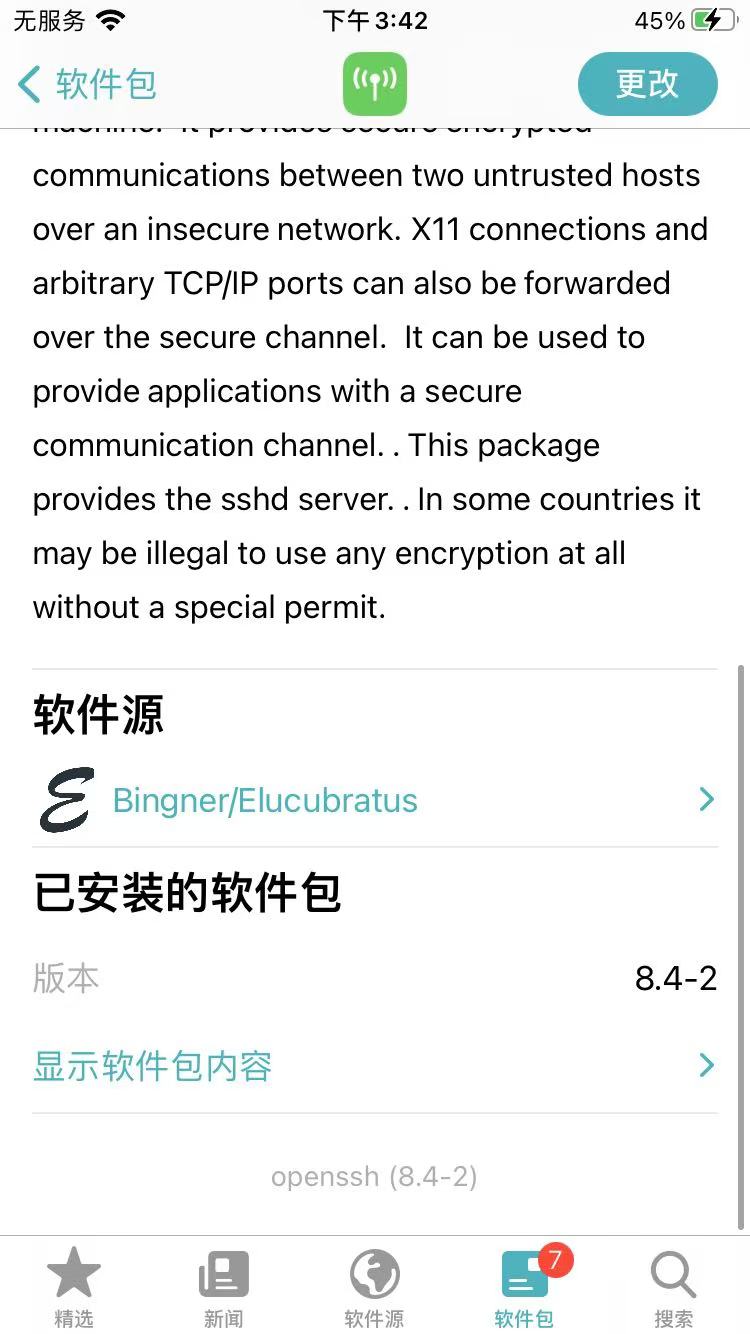 无服务
下午 3:42
45%
软件包
更改
machine.  It provides secure encrypted
communications between two untrusted hosts
over an insecure network. X11 connections and
arbitrary TCP/IP ports can also be forwarded
over the secure channel.  It can be used to
provide applications with a secure
communication channel. . This package
provides the sshd server. . In some countries it
may be illegal to use any encryption at all
without a special permit.
软件源
Bingner/Elucubratus
已安装的软件包
版本
8.4-2
显示软件包内容
openssh (8.4-2)
7
精选
新闻
软件源
软件包
搜索